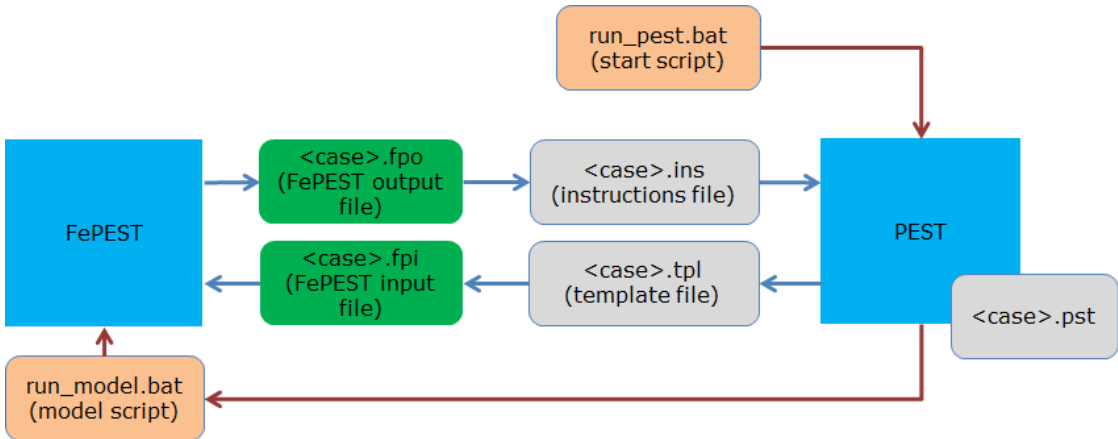 run_pest.bat
(start script)
<case>.fpo
(FePEST output
file)
<case>.ins
(instructions file)
FePEST
PEST
<case>.fpi
(FePEST input
file)
<case>.tpl
(template file)
<case>.pst
run_model.bat
(model script)